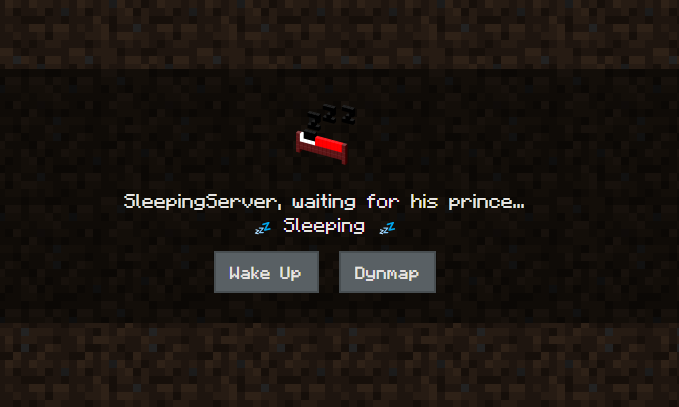 SleepingServer, waiting for his prince...
💤 Sleeping 💤
Wake Up
Dynmap